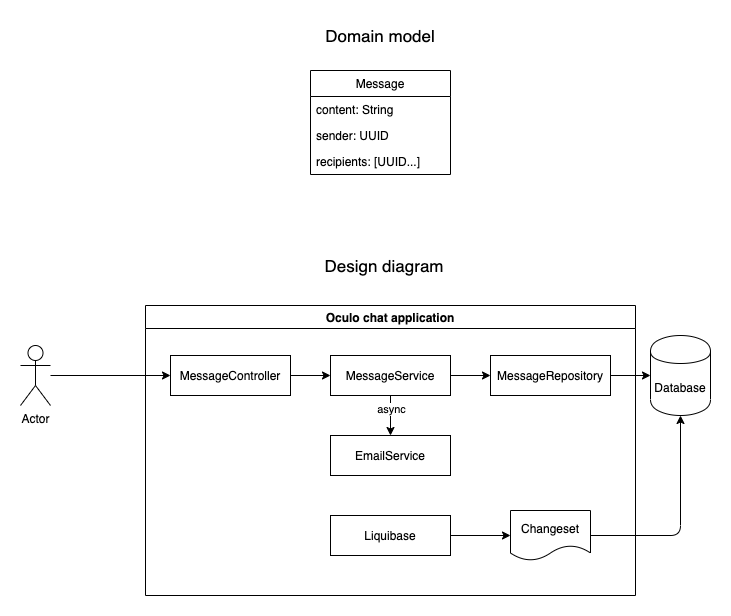 Domain model
Message
content: String
sender: UUID
recipients: [UUID...]
Design diagram
Oculo chat application
MessageController
MessageService
MessageRepository
Database
Actor
async
EmailService
Liquibase
Changeset